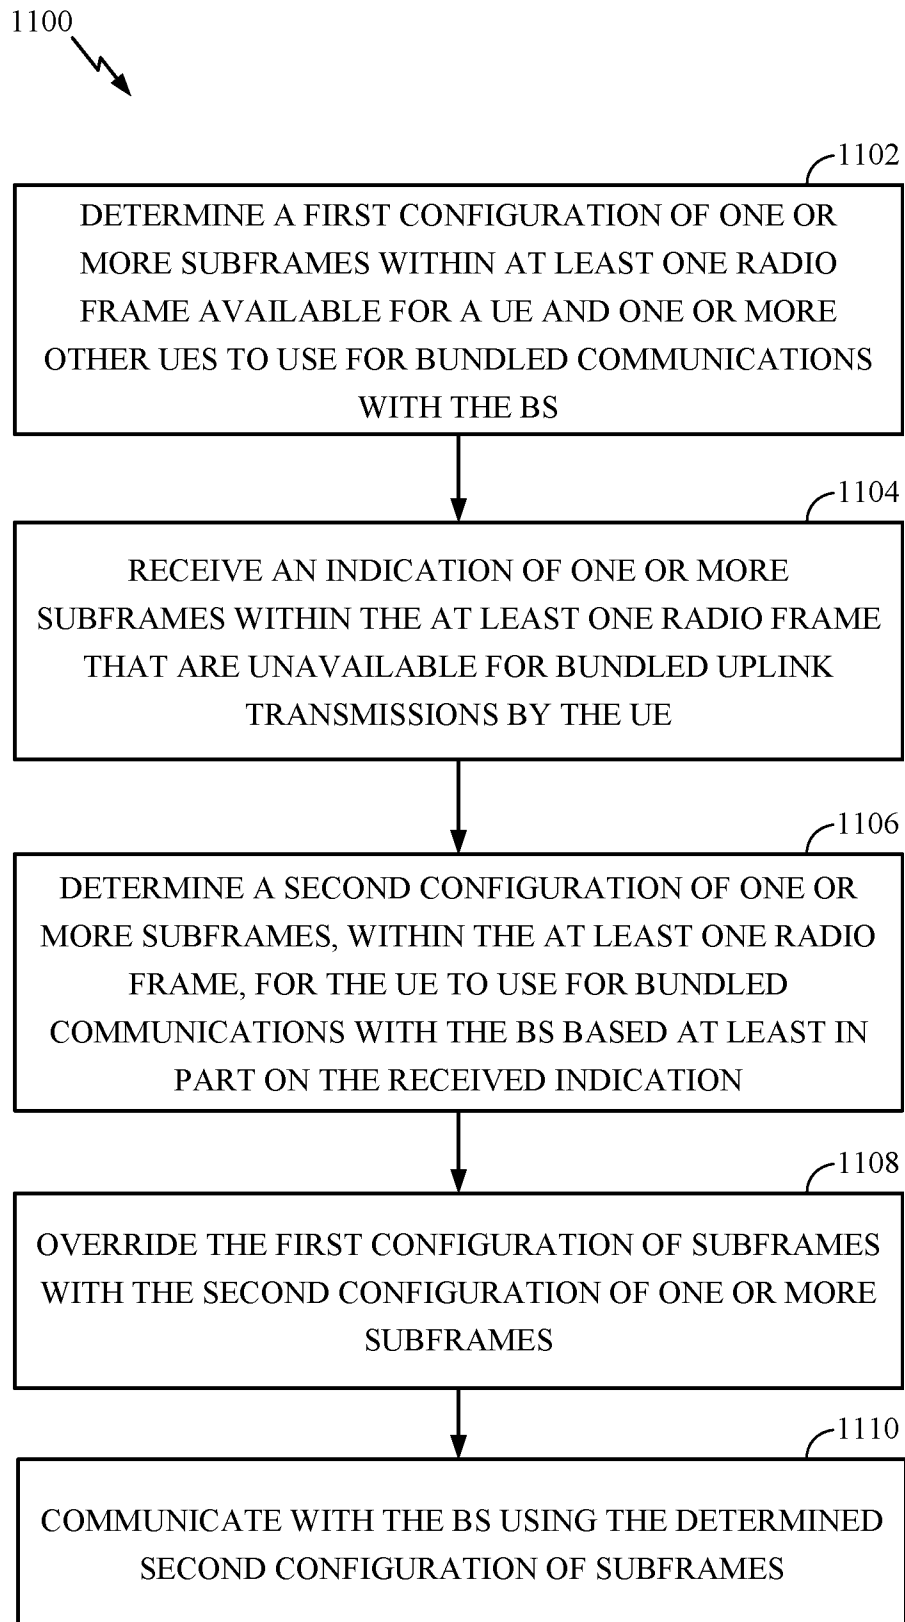 1100
1102
DETERMINE A FIRST CONFIGURATION OF ONE OR
MORE SUBFRAMES WITHIN AT LEAST ONE RADIO
FRAME AVAILABLE FOR A UE AND ONE OR MORE
OTHER UES TO USE FOR BUNDLED COMMUNICATIONS
WITH THE BS
1104
RECEIVE AN INDICATION OF ONE OR MORE
SUBFRAMES WITHIN THE AT LEAST ONE RADIO FRAME
THAT ARE UNAVAILABLE FOR BUNDLED UPLINK
TRANSMISSIONS BY THE UE
1106
DETERMINE A SECOND CONFIGURATION OF ONE OR
MORE SUBFRAMES, WITHIN THE AT LEAST ONE RADIO
FRAME, FOR THE UE TO USE FOR BUNDLED
COMMUNICATIONS WITH THE BS BASED AT LEAST IN
PART ON THE RECEIVED INDICATION
1108
OVERRIDE THE FIRST CONFIGURATION OF SUBFRAMES
WITH THE SECOND CONFIGURATION OF ONE OR MORE
SUBFRAMES
1110
COMMUNICATE WITH THE BS USING THE DETERMINED
SECOND CONFIGURATION OF SUBFRAMES